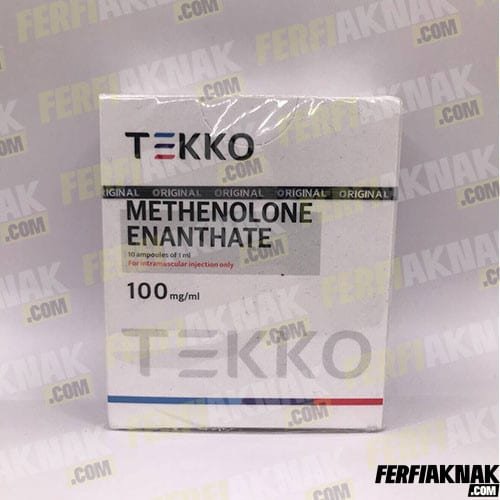 TEKKO
ORIGINAL ORIGINAL ORIGINAL ORIGINAL ORIGINAL
METHENOLONE
ENANTHATE
10 ampoules of 1 ml
For intramuscular injection only
100 mg/ml
TEKKO
FERFIAKNAK
.COM